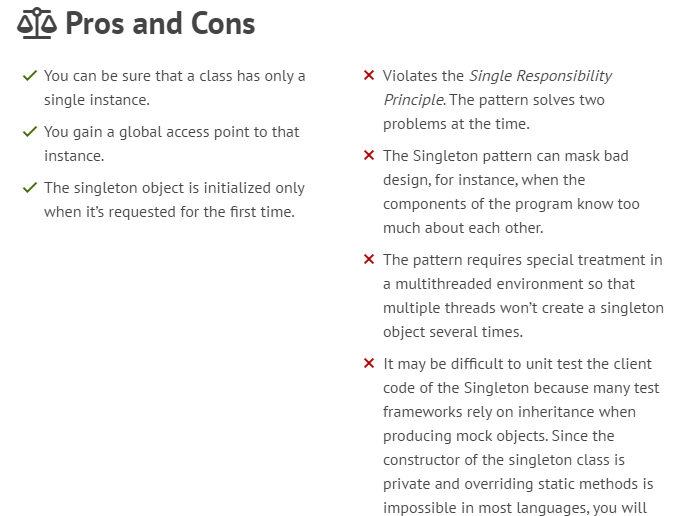 Pros and Cons
You can be sure that a class has only a
single instance.
You gain a global access point to that
instance.
The singleton object is initialized only
when it’s requested for the first time.
Violates the Single Responsibility
Principle. The pattern solves two
problems at the time.
The Singleton pattern can mask bad
design, for instance, when the
components of the program know too
much about each other.
The pattern requires special treatment in
a multithreaded environment so that
multiple threads won’t create a singleton
object several times.
It may be difficult to unit test the client
code of the Singleton because many test
frameworks rely on inheritance when
producing mock objects. Since the
constructor of the singleton class is
private and overriding static methods is
impossible in most languages, you will